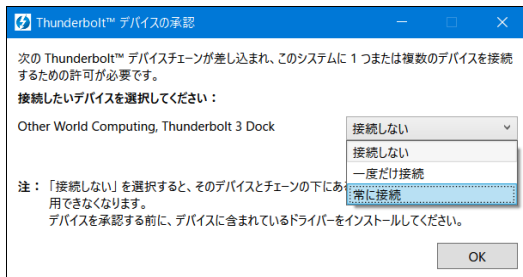 Thunderbolt™ デバイスの承認
次の Thunderbolt™ デバイスチェーンが差し込まれ、このシステムに 1 つまたは複数のデバイスを接続
するための許可が必要です。
接続したいデバイスを選択してください：
Other World Computing, Thunderbolt 3 Dock
接続しない
接続しない
一度だけ接続
常に接続
注： 「接続しない」を選択すると、そのデバイスとチェーンの下にあ
用できなくなります。
デバイスを承認する前に、デバイスに含まれているドライバーをインストールしてください。
OK